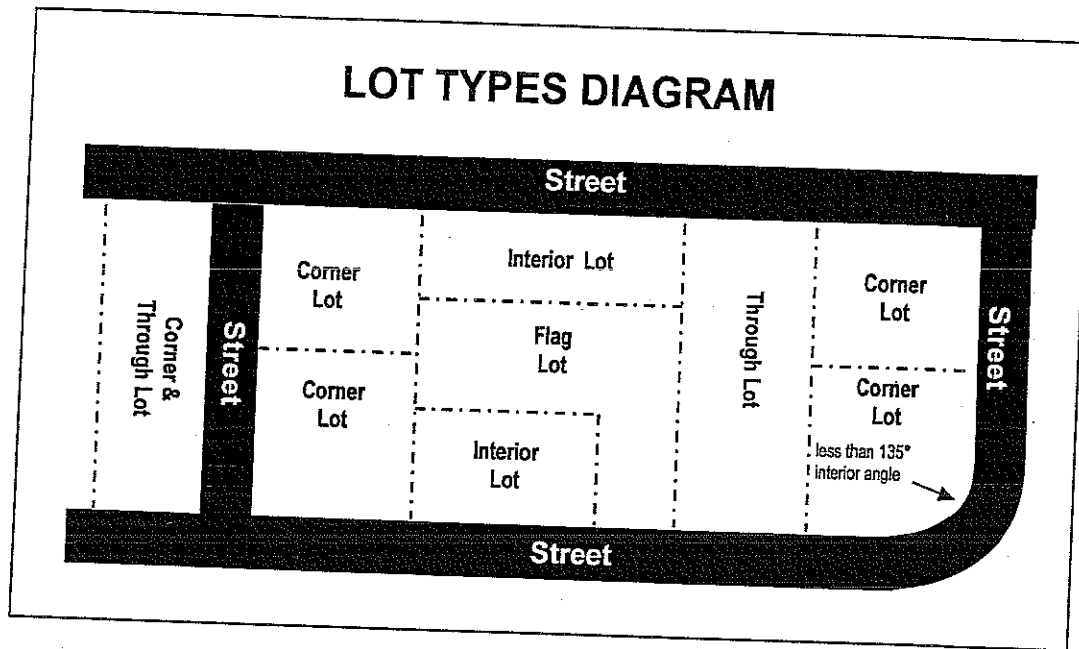 LOT TYPES DIAGRAM
Street
Corner &
Through Lot
Street
Corner
Lot
Corner
Lot
Interior Lot
Flag
Lot
Interior
Lot
Through Lot
Corner
Lot
Corner
Lot
less than 135°
interior angle
Street
Street